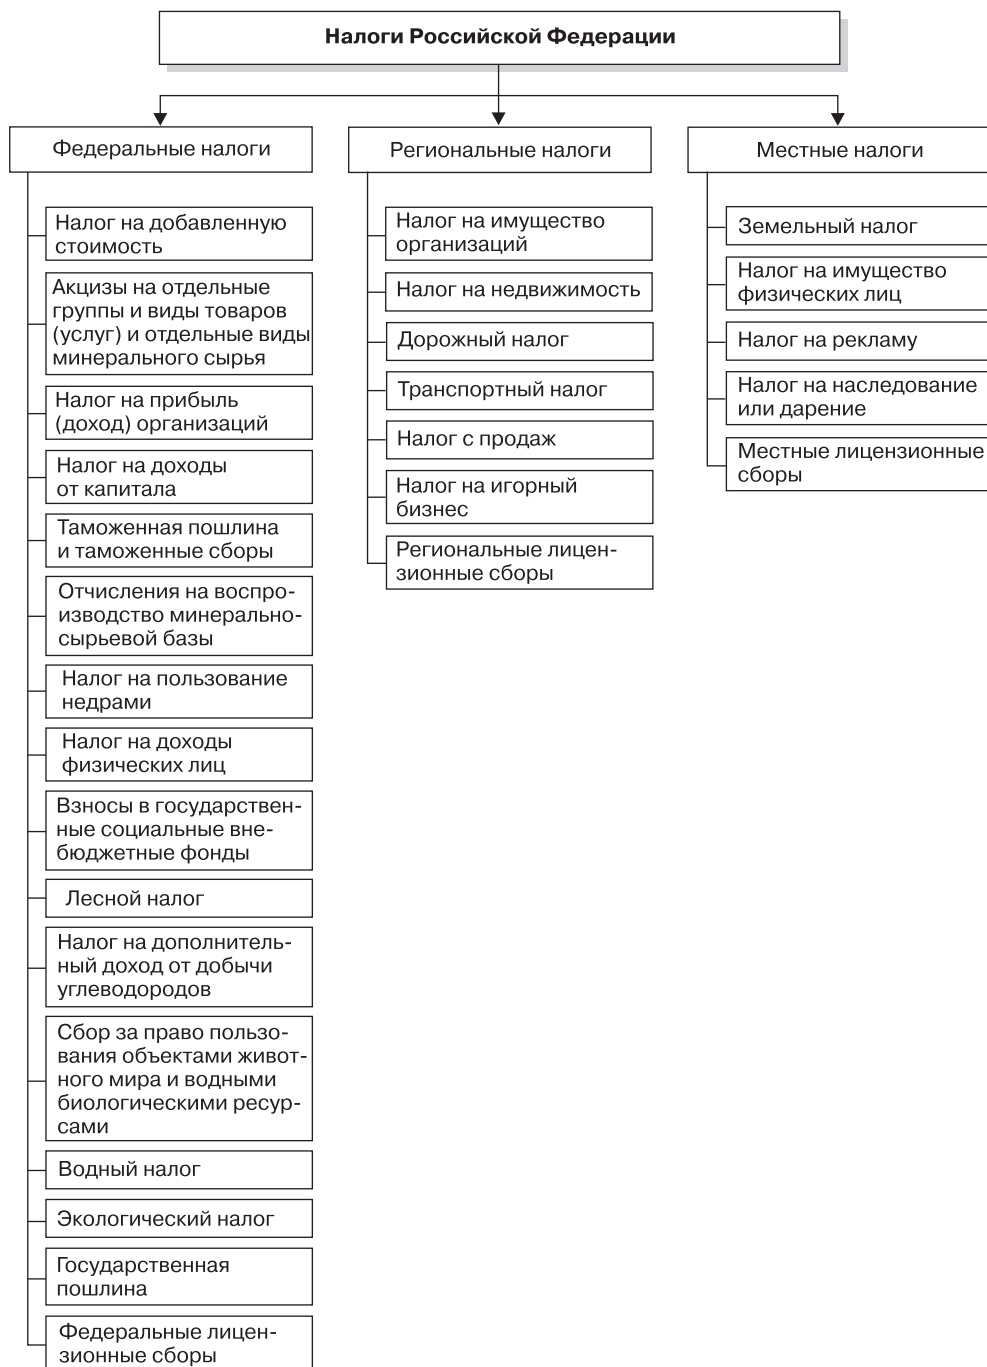 Налоги Российской Федерации
Федеральные налоги
Налог на добавленную
стоимость
Акцизы на отдельные
группы и виды товаров
(услуг) и отдельные виды
минерального сырья
Налог на прибыль
(доход) организаций
Налог на доходы
от капитала
Таможенная пошлина
и таможенные сборы
Отчисления на воспро-
изводство минерально-
сырьевой базы
Налог на пользование
недрами
Налог на доходы
физических лиц
Взносы в государствен-
ные социальные вне-
бюджетные фонды
Лесной налог
Налог на дополнитель-
ный доход от добычи
углеводородов
Сбор за право пользо-
вания объектами живот-
ного мира и водными
биологическими ресур-
сами
Водный налог
Экологический налог
Государственная
пошлина
Федеральные лицен-
зионные сборы
Региональные налоги
Налог на имущество
организаций
Налог на недвижимость
Дорожный налог
Транспортный налог
Налог с продаж
Налог на игорный
бизнес
Региональные лицен-
зионные сборы
Местные налоги
Земельный налог
Налог на имущество
физических лиц
Налог на рекламу
Налог на наследование
или дарение
Местные лицензионные
сборы